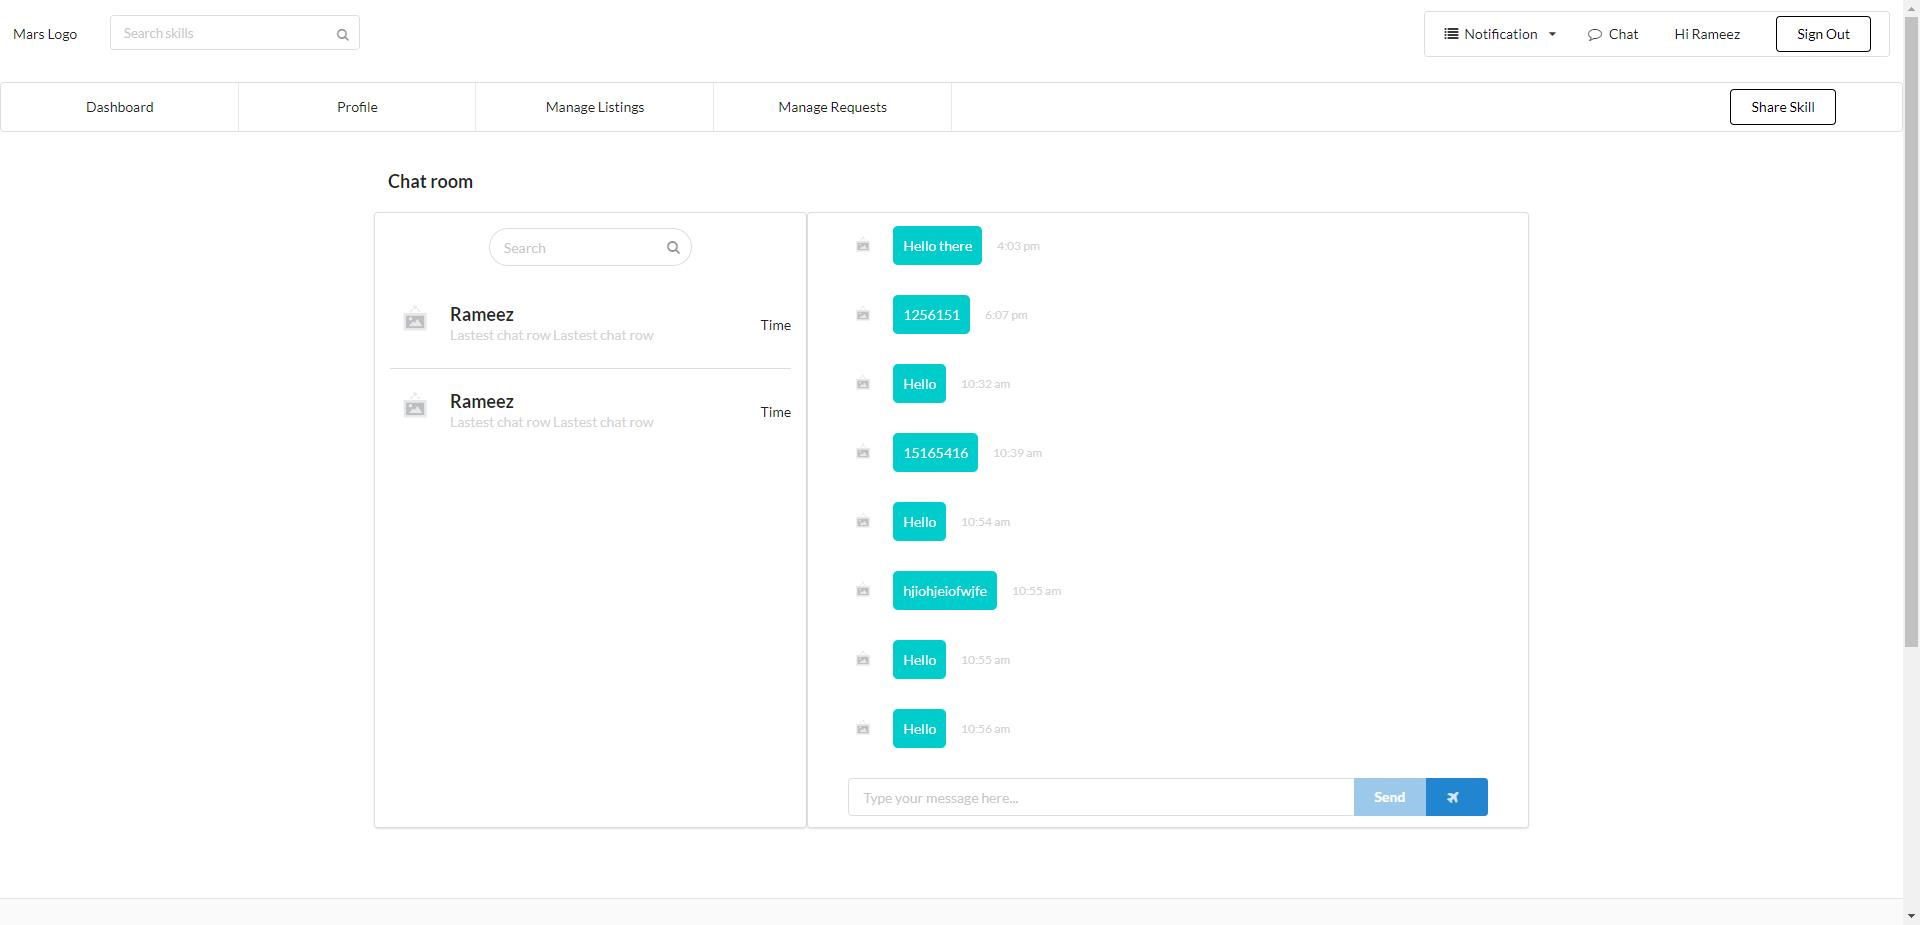 Mars Logo
Search skills
Notification
Chat
Hi Rameez
Sign Out
Dashboard
Profile
Manage Listings
Manage Requests
Share Skill
Chat room
Search
Rameez
Lastest chat row Lastest chat row
Time
Rameez
Lastest chat row Lastest chat row
Time
Hello there 4:03 pm
1256151 6:07 pm
Hello 10:32 am
15165416 10:39 am
Hello 10:54 am
hjiohjeiofwjfe 10:55 am
Hello 10:55 am
Hello 10:56 am
Type your message here...
Send